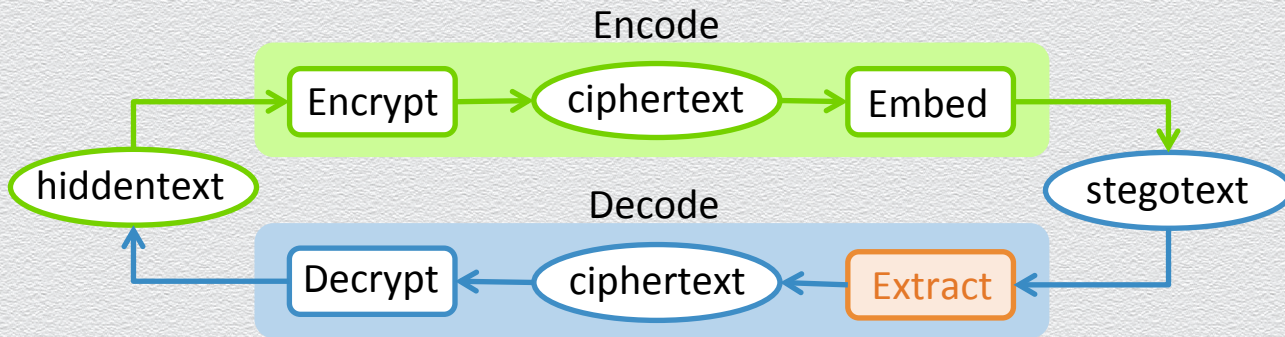 Encode
Encrypt
ciphertext
Embed
hiddentext
stegotext
Decode
Decrypt
ciphertext
Extract